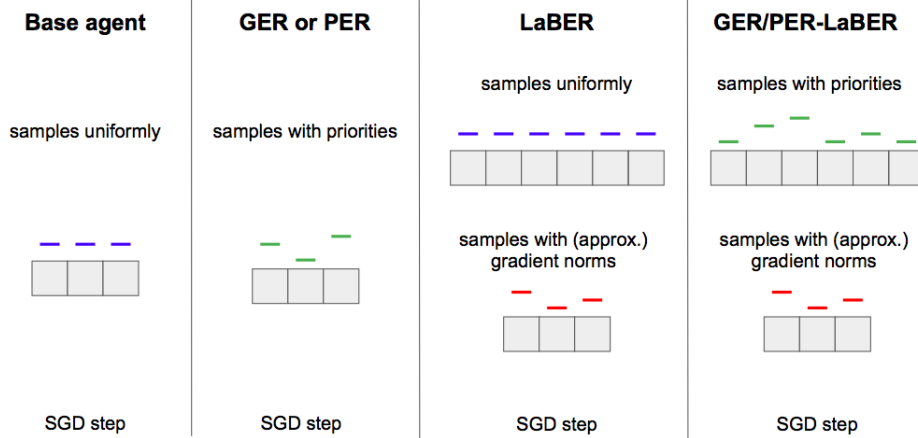 Base agent
samples uniformly
SGD step
GER or PER
samples with priorities
SGD step
LaBER
samples uniformly
samples with (approx.)
gradient norms
SGD step
GER/PER-LaBER
samples with priorities
samples with (approx.)
gradient norms
SGD step